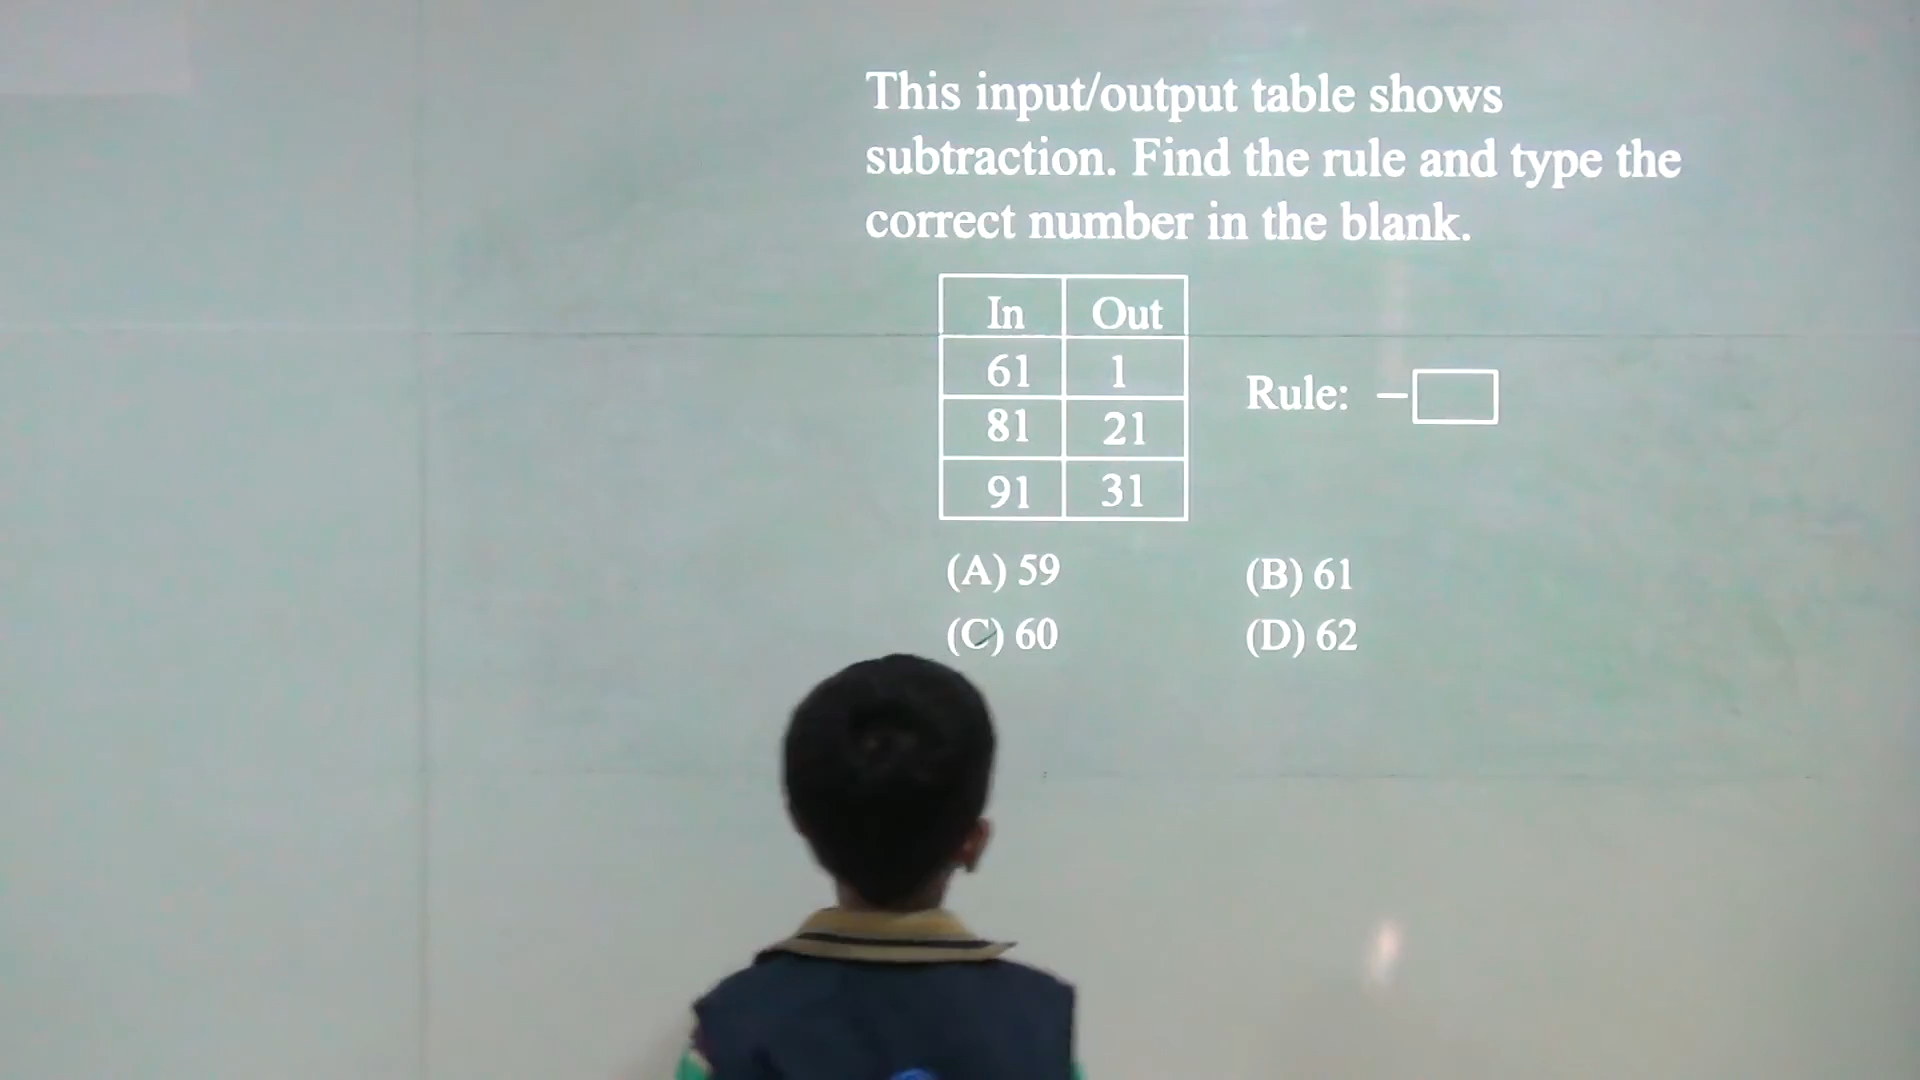 This input/output table shows
subtraction. Find the rule and type the
correct number in the blank.
In Out
61 1
81 21
91 31
Rule: –
(A) 59 (B) 61
(C) 60 (D) 62